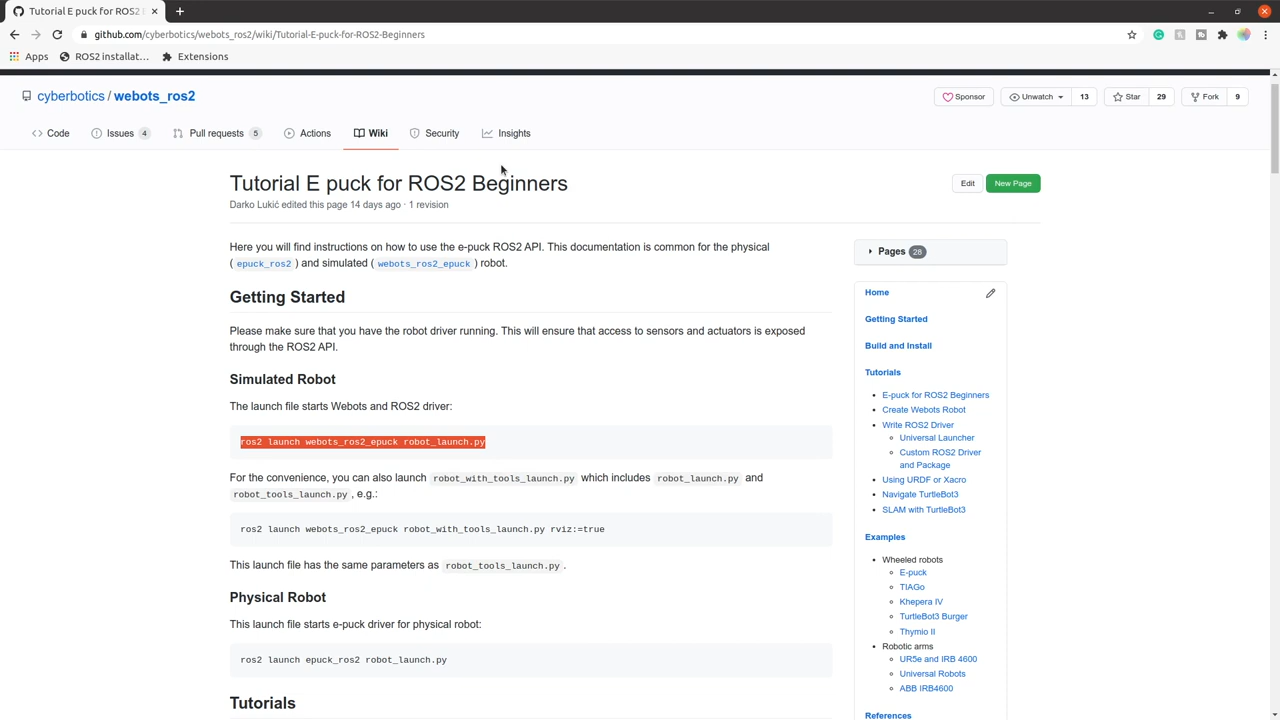 Tutorial E puck for ROS2
github.com/cyberbotics/webots_ros2/wiki/Tutorial-E-puck-for-ROS2-Beginners
Apps ROS2 installat… Extensions
cyberbotics / webots_ros2
Sponsor Unwatch 13 Star 29 Fork 9
Code Issues 4 Pull requests 5 Actions Wiki Security Insights
Tutorial E puck for ROS2 Beginners
Edit New Page
Darko Lukić edited this page 14 days ago · 1 revision
Here you will find instructions on how to use the e-puck ROS2 API. This documentation is common for the physical
( epuck_ros2 ) and simulated ( webots_ros2_epuck ) robot.
Getting Started
Please make sure that you have the robot driver running. This will ensure that access to sensors and actuators is exposed
through the ROS2 API.
Simulated Robot
The launch file starts Webots and ROS2 driver:
ros2 launch webots_ros2_epuck robot_launch.py
For the convenience, you can also launch robot_with_tools_launch.py which includes robot_launch.py and
robot_tools_launch.py , e.g.:
ros2 launch webots_ros2_epuck robot_with_tools_launch.py rviz:=true
This launch file has the same parameters as robot_tools_launch.py.
Physical Robot
This launch file starts e-puck driver for physical robot:
ros2 launch epuck_ros2 robot_launch.py
Tutorials
Pages 28
Home
Getting Started
Build and Install
Tutorials
E-puck for ROS2 Beginners
Create Webots Robot
Write ROS2 Driver
Universal Launcher
Custom ROS2 Driver
and Package
Using URDF or Xacro
Navigate TurtleBot3
SLAM with TurtleBot3
Examples
Wheeled robots
E-puck
TIAGo
Khepera IV
TurtleBot3 Burger
Thymio II
Robotic arms
UR5e and IRB 4600
Universal Robots
ABB IRB4600
References